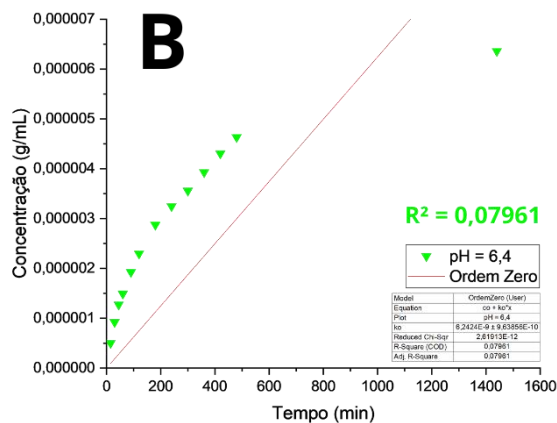 B
0,000007
0,000006
0,000005
0,000004
0,000003
0,000002
0,000001
0,000000
Concentração (g/mL)
0 200 400 600 800 1000 1200 1400 1600
Tempo (min)
R² = 0,07961
pH = 6,4
Ordem Zero
Model OrdemZero (User)
Equation co + ko*x
Plot pH = 6,4
ko 6,2424E-9 ± 9,63856E-10
Reduced Chi-Sqr 2,61913E-12
R-Square (COD) 0,07961
Adj. R-Square 0,07961